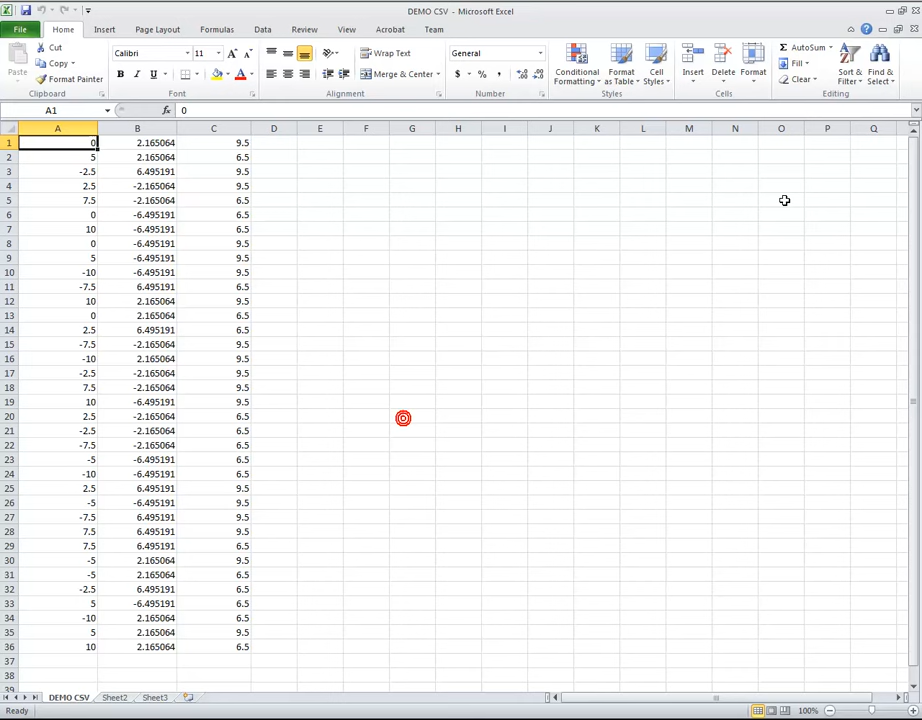 DEMO CSV - Microsoft Excel
File Home Insert Page Layout Formulas Data Review View Acrobat Team
Paste
Cut
Copy
Format Painter
Clipboard
Calibri 11
B I U
Font
Wrap Text
Merge & Center
Alignment
General
$ % ,
Number
Conditional Formatting
Format as Table
Cell Styles
Styles
Insert Delete Format
Cells
AutoSum
Fill
Clear
Sort & Filter
Find & Select
Editing
A1 fx 0
A B C D E F G H I J K L M N O P Q
1 0 2.165064 9.5
2 5 2.165064 6.5
3 -2.5 6.495191 9.5
4 2.5 -2.165064 9.5
5 7.5 -2.165064 9.5
6 0 -6.495191 6.5
7 10 -6.495191 6.5
8 0 -6.495191 9.5
9 5 -6.495191 9.5
10 -10 -6.495191 9.5
11 -7.5 6.495191 6.5
12 10 2.165064 9.5
13 0 2.165064 6.5
14 2.5 6.495191 6.5
15 -7.5 -2.165064 9.5
16 -10 2.165064 9.5
17 -2.5 -2.165064 9.5
18 7.5 -2.165064 6.5
19 10 -6.495191 9.5
20 2.5 -2.165064 6.5
21 -2.5 -2.165064 6.5
22 -7.5 -2.165064 6.5
23 -5 -6.495191 6.5
24 -10 -6.495191 6.5
25 2.5 6.495191 9.5
26 -5 -6.495191 9.5
27 -7.5 6.495191 9.5
28 7.5 6.495191 9.5
29 7.5 6.495191 6.5
30 -5 2.165064 9.5
31 -5 2.165064 6.5
32 -2.5 6.495191 6.5
33 5 -6.495191 6.5
34 -10 2.165064 6.5
35 5 2.165064 9.5
36 10 2.165064 6.5
37
38
39
DEMO CSV Sheet2 Sheet3
Ready 100%